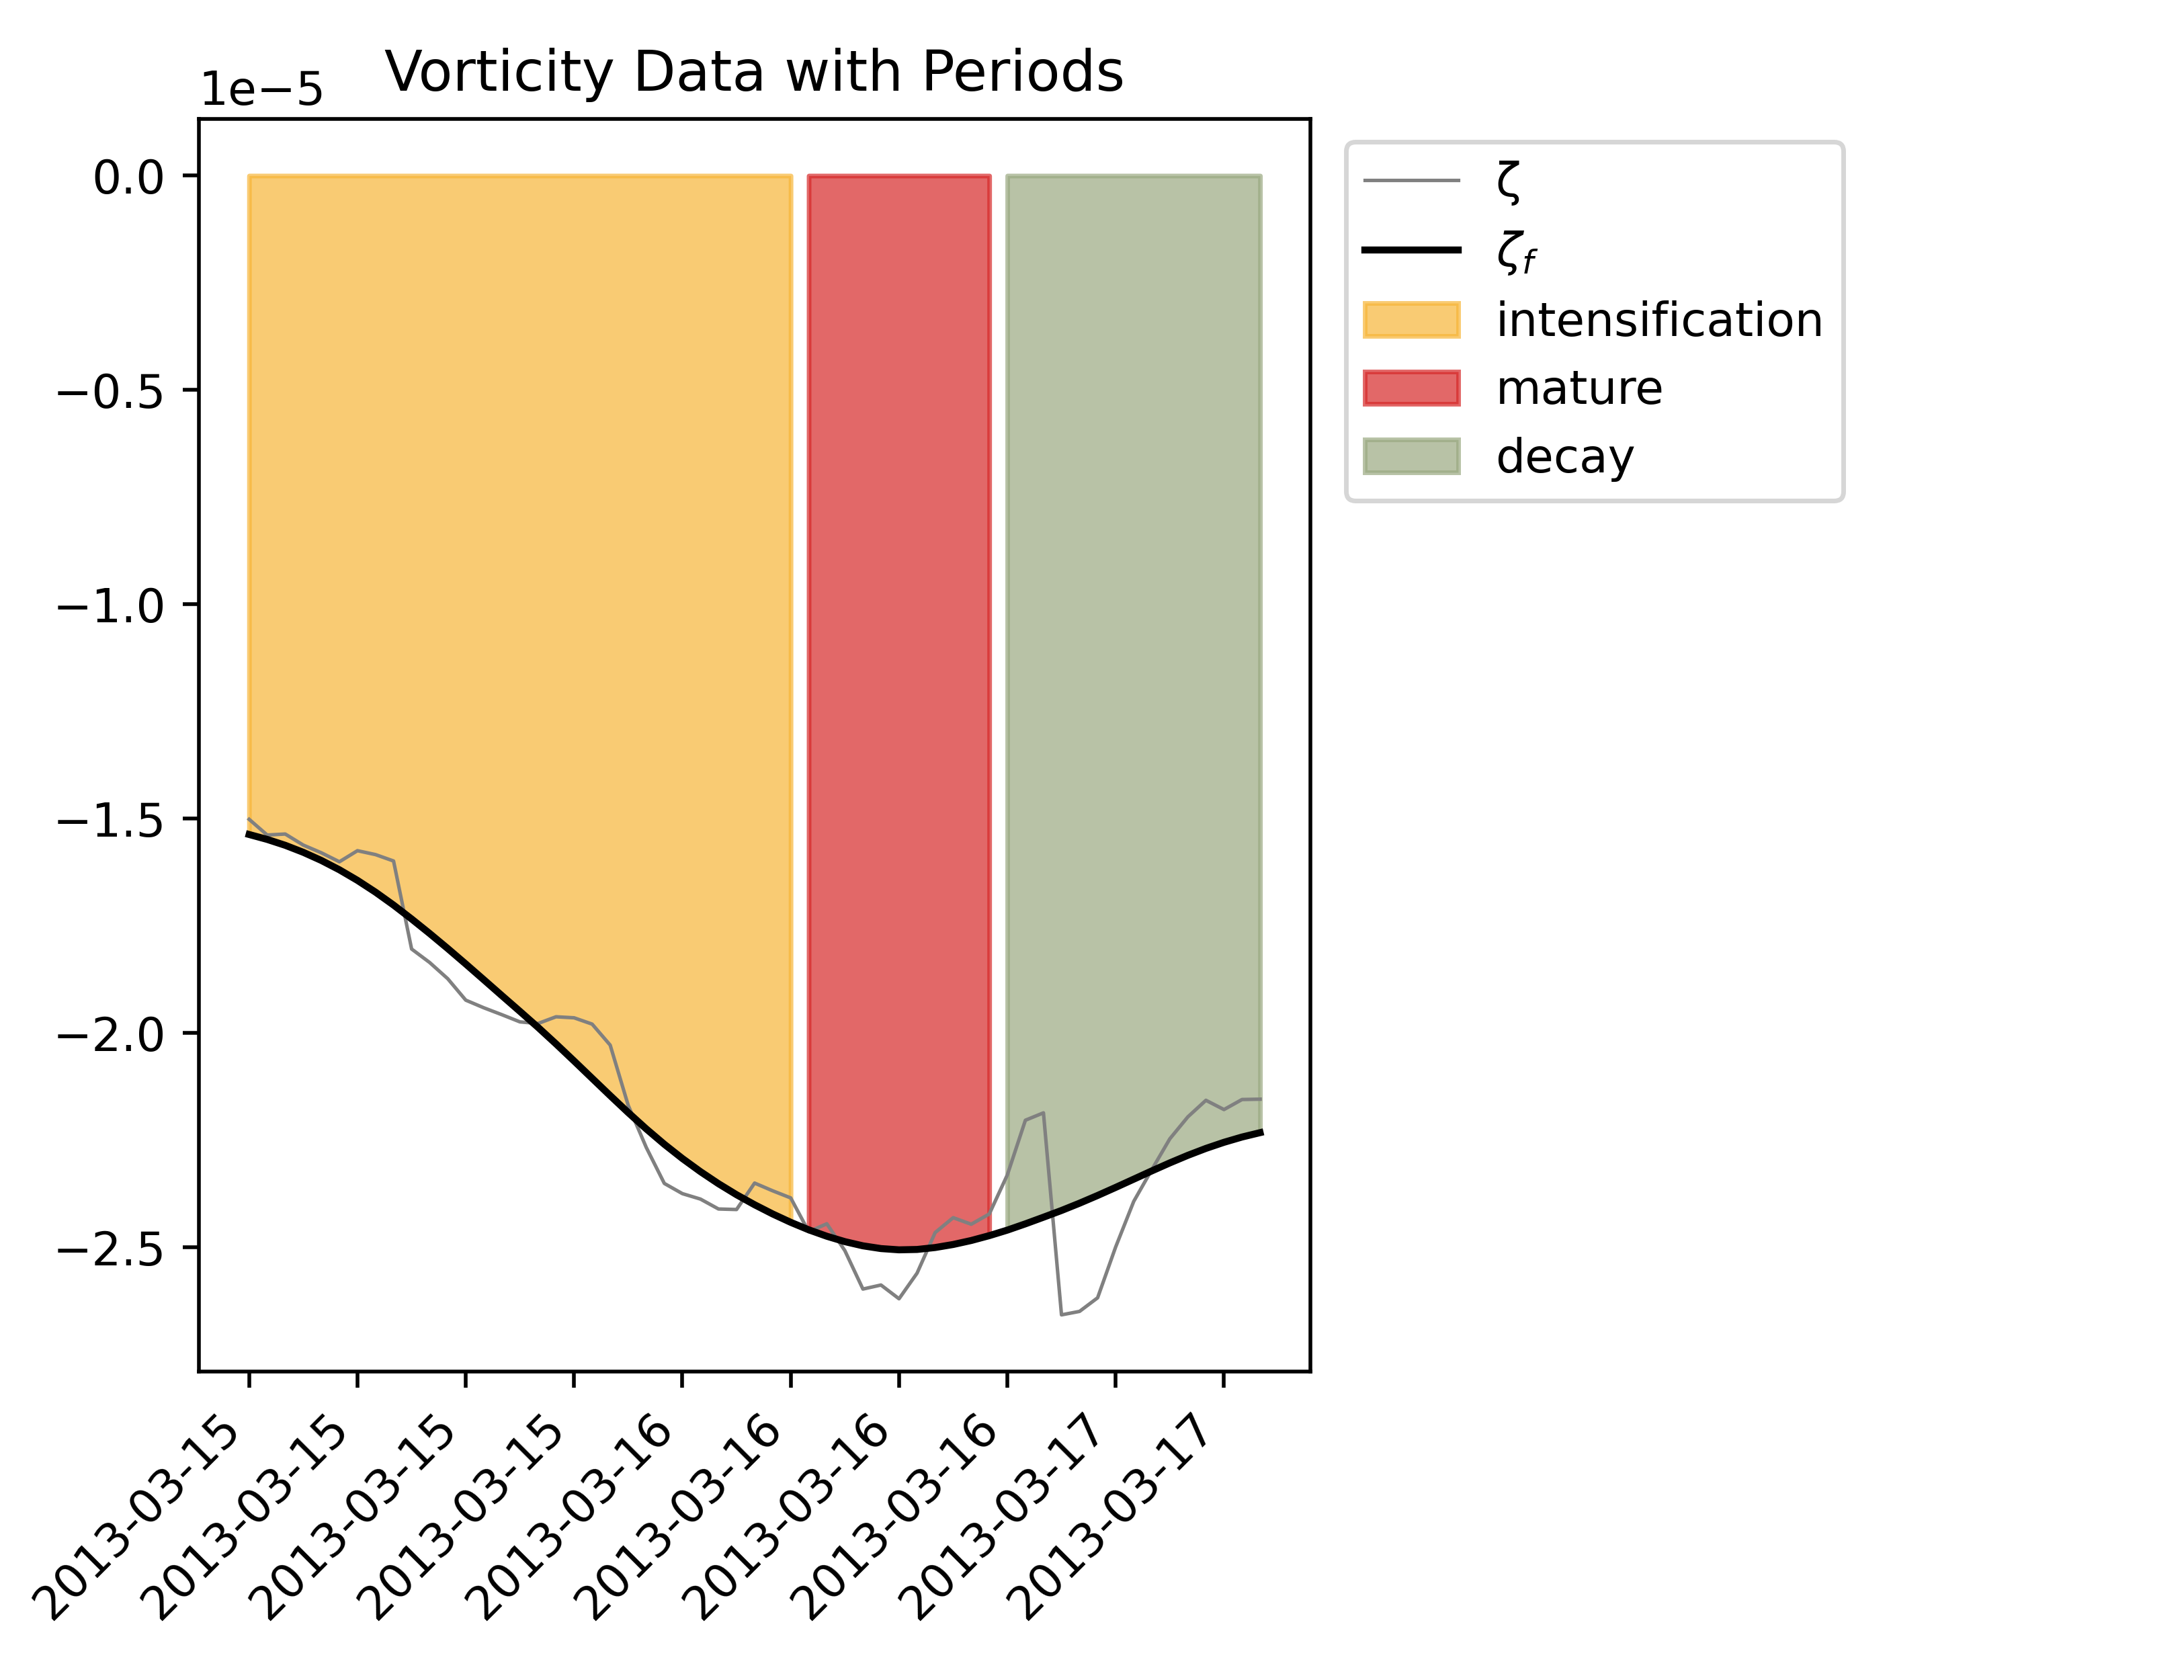 Vorticity Data with Periods
1e−5
0.0
−0.5
−1.0
−1.5
−2.0
−2.5
2013-03-15
2013-03-15
2013-03-15
2013-03-15
2013-03-16
2013-03-16
2013-03-16
2013-03-16
2013-03-17
2013-03-17
ζ
ζf
intensification
mature
decay